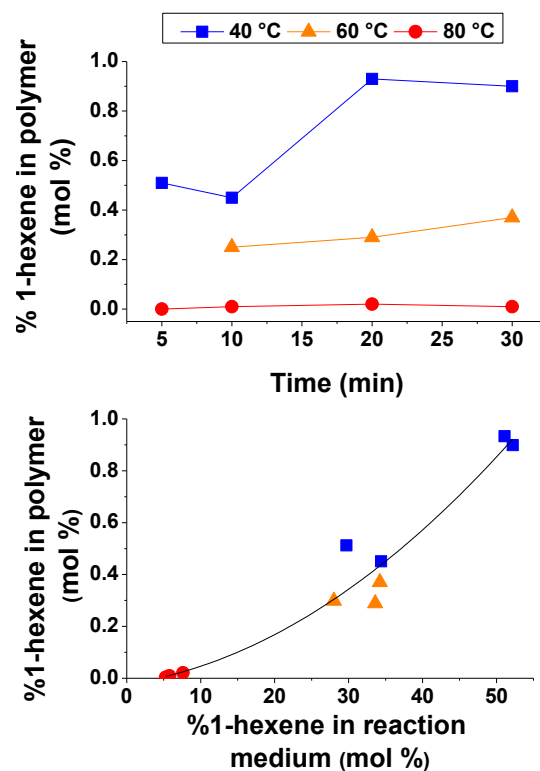 40 °C 60 °C 80 °C
% 1-hexene in polymer
(mol %)
1.0
0.8
0.6
0.4
0.2
0.0
5 10 15 20 25 30
Time (min)
%1-hexene in polymer
(mol %)
1.0
0.8
0.6
0.4
0.2
0.0
0 10 20 30 40 50
%1-hexene in reaction
medium (mol %)